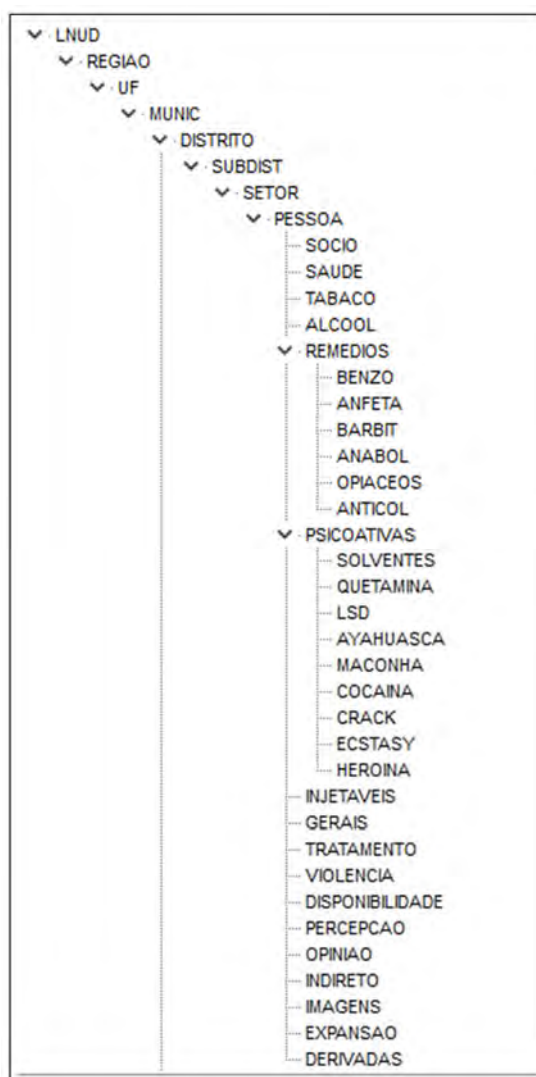 LNUD
REGIAO
UF
MUNIC
DISTRITO
SUBDIST
SETOR
PESSOA
SOCIO
SAUDE
TABACO
ALCOOL
REMEDIOS
BENZO
ANFETA
BARBIT
ANABOL
OPIACEOS
ANTICOL
PSICOATIVAS
SOLVENTES
QUETAMINA
LSD
AYAHUASCA
MACONHA
COCAINA
CRACK
ECSTASY
HEROINA
INJETAVEIS
GERAIS
TRATAMENTO
VIOLENCIA
DISPONIBILIDADE
PERCEPCAO
OPINIAO
INDIRETO
IMAGENS
EXPANSAO
DERIVADAS